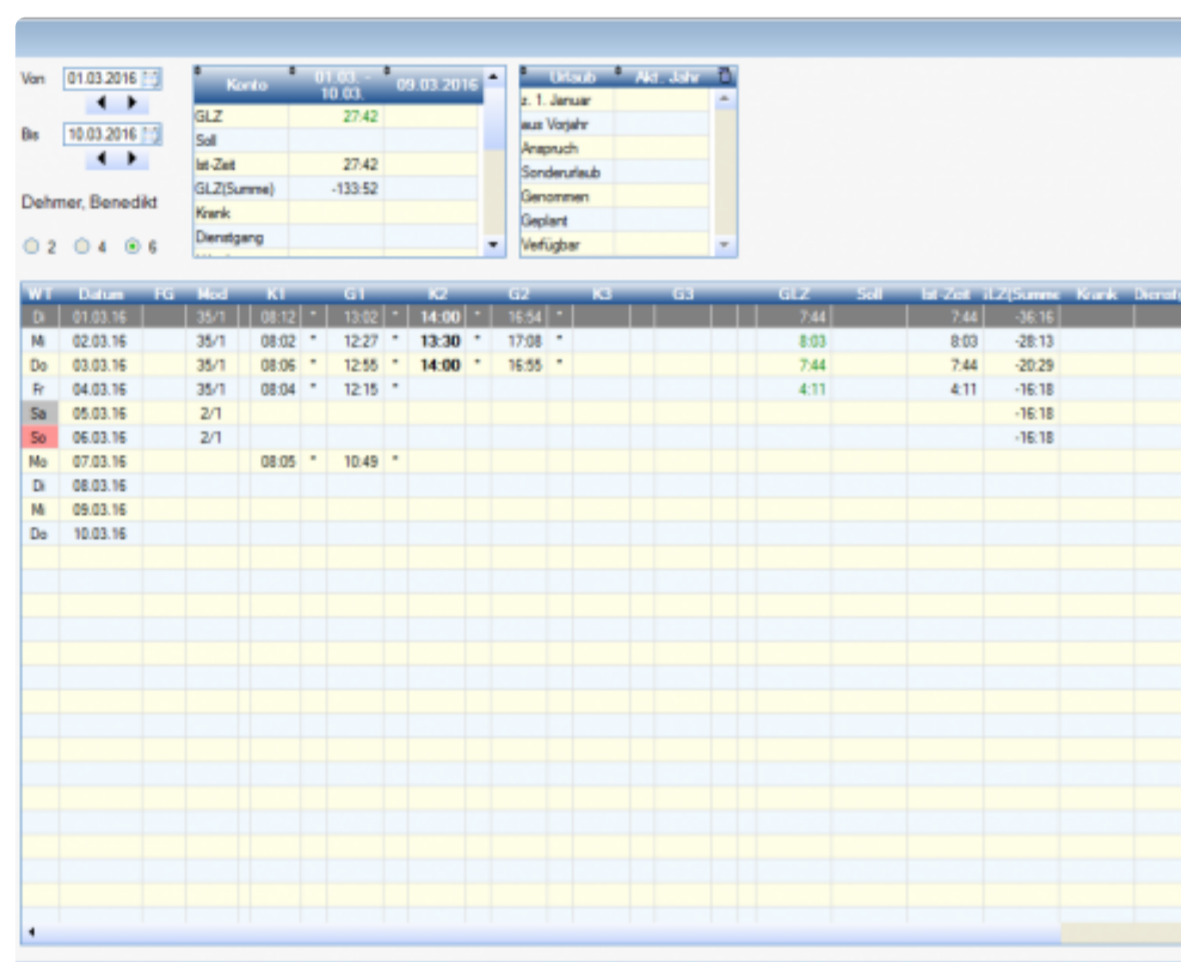 Von 01.03.2016
Bis 10.03.2016
Dehmer, Benedikt
2 4 6
Konto 01.03. - 10.03. 09.03.2016
GLZ 27:42
Soll
Ist-Zeit 27:42
GLZ(Summe) -133:52
Krank
Dienstgang
Urlaub Akt. Jahr
z. 1. Januar
aus Vorjahr
Anspruch
Sonderurlaub
Genommen
Geplant
Verfügbar
WT Datum FG Mod K1 G1 K2 G2 K3 G3 GLZ Soll Ist-Zeit iLZ(Summe Krank Dienstg
Di 01.03.16 35/1 08:12 * 13:02 * 14:00 * 16:54 * 7:44 7:44 -36:16
Mi 02.03.16 35/1 08:02 * 12:27 * 13:30 * 17:08 * 8:03 8:03 -28:13
Do 03.03.16 35/1 08:06 * 12:55 * 14:00 * 16:55 * 7:44 7:44 -20:29
Fr 04.03.16 35/1 08:04 * 12:15 * 4:11 4:11 -16:18
Sa 05.03.16 2/1 -16:18
So 06.03.16 2/1 -16:18
Mo 07.03.16 08:05 * 10:49 *
Di 08.03.16
Mi 09.03.16
Do 10.03.16